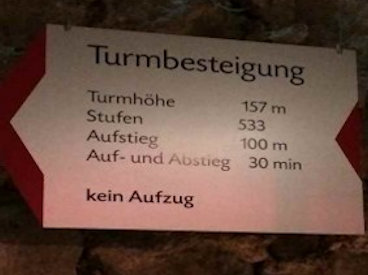 Turmbesteigung
Turmhöhe 157 m
Stufen 533
Aufstieg 100 m
Auf- und Abstieg 30 min
kein Aufzug